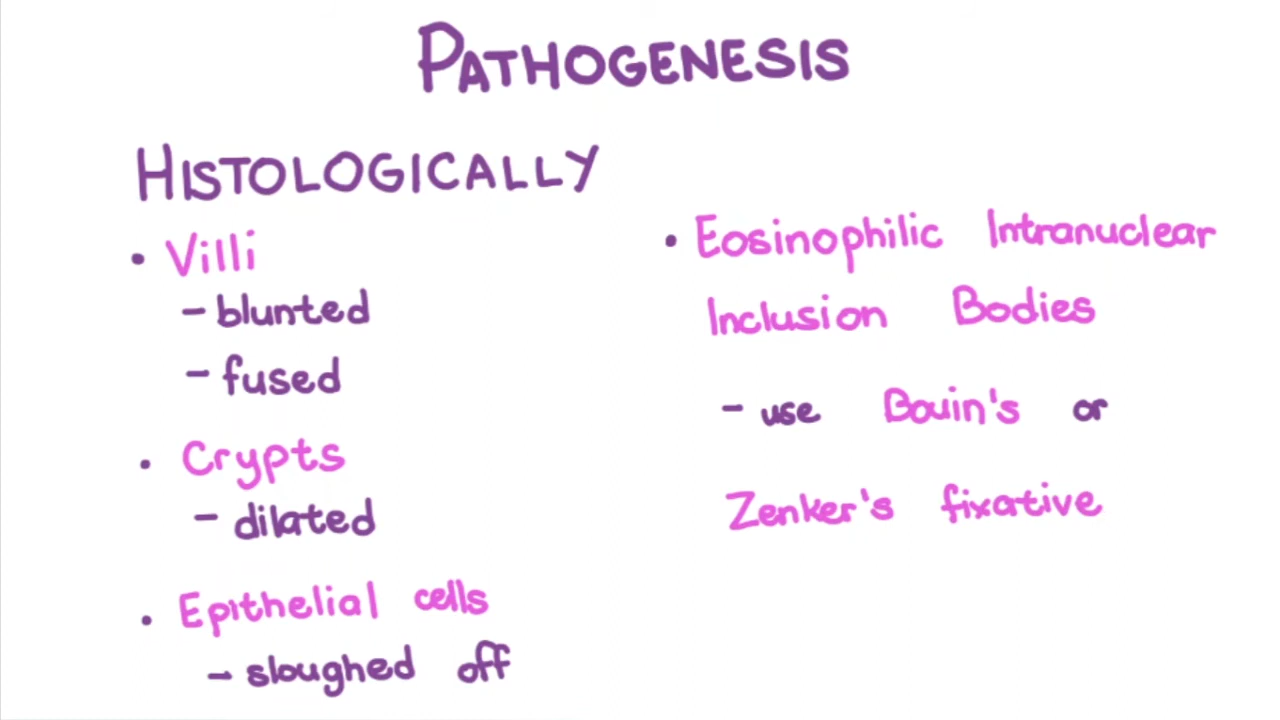 PATHOGENESIS
HISTOLOGICALLY
• Villi
- blunted
- fused
• Crypts
- dilated
• Epithelial cells
- sloughed off
• Eosinophilic Intranuclear
Inclusion Bodies
- use Bouin's or
Zenker's fixative